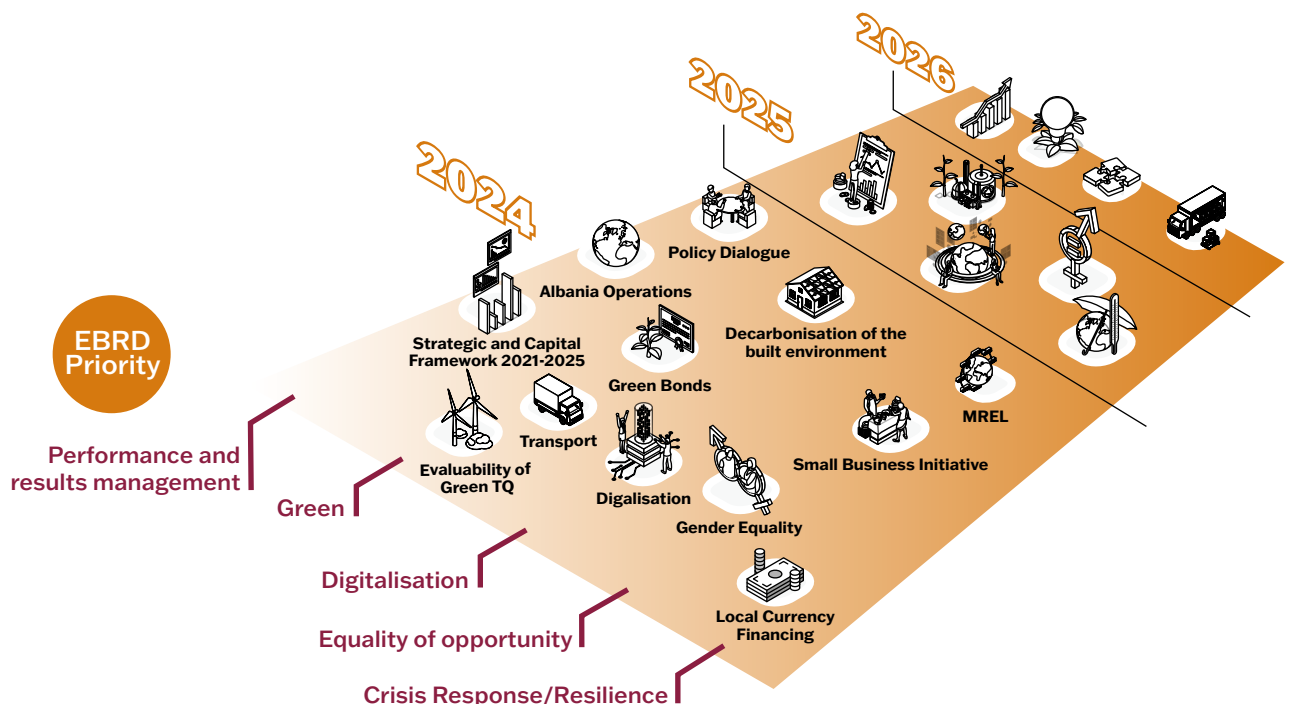 2026
2025
2024
Policy Dialogue
Albania Operations
Strategic and Capital
Framework 2021-2025
Decarbonisation of the
built environment
Green Bonds
EBRD
Priority
MREL
Transport
Small Business Initiative
Evaluability of
Green TQ
Digalisation
Gender Equality
Performance and
results management
Green
Digitalisation
Local Currency
Financing
Equality of opportunity
Crisis Response/Resilience